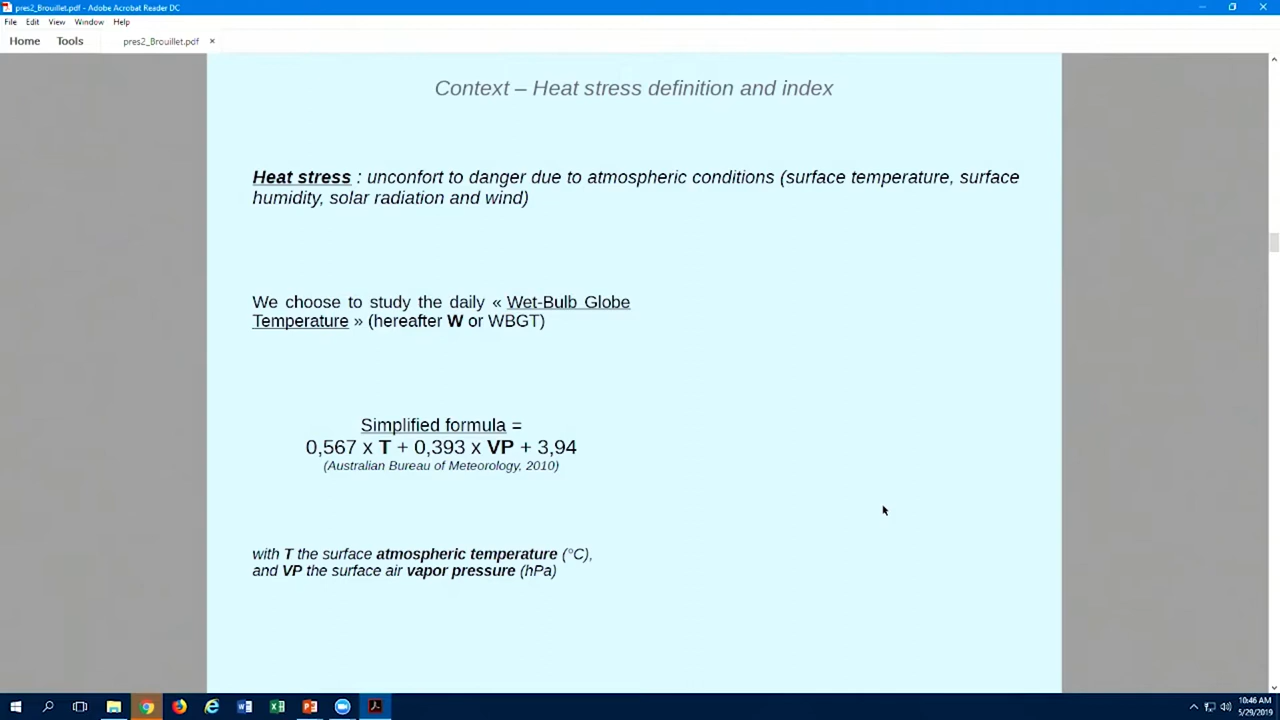 pres2_Brouillet.pdf - Adobe Acrobat Reader DC
File Edit View Window Help
Home Tools pres2_Brouillet.pdf ×
Context – Heat stress definition and index
Heat stress : unconfort to danger due to atmospheric conditions (surface temperature, surface
humidity, solar radiation and wind)
We choose to study the daily « Wet-Bulb Globe
Temperature » (hereafter W or WBGT)
Simplified formula =
0,567 x T + 0,393 x VP + 3,94
(Australian Bureau of Meteorology, 2010)
with T the surface atmospheric temperature (°C),
and VP the surface air vapor pressure (hPa)
10:46 AM
5/29/2019